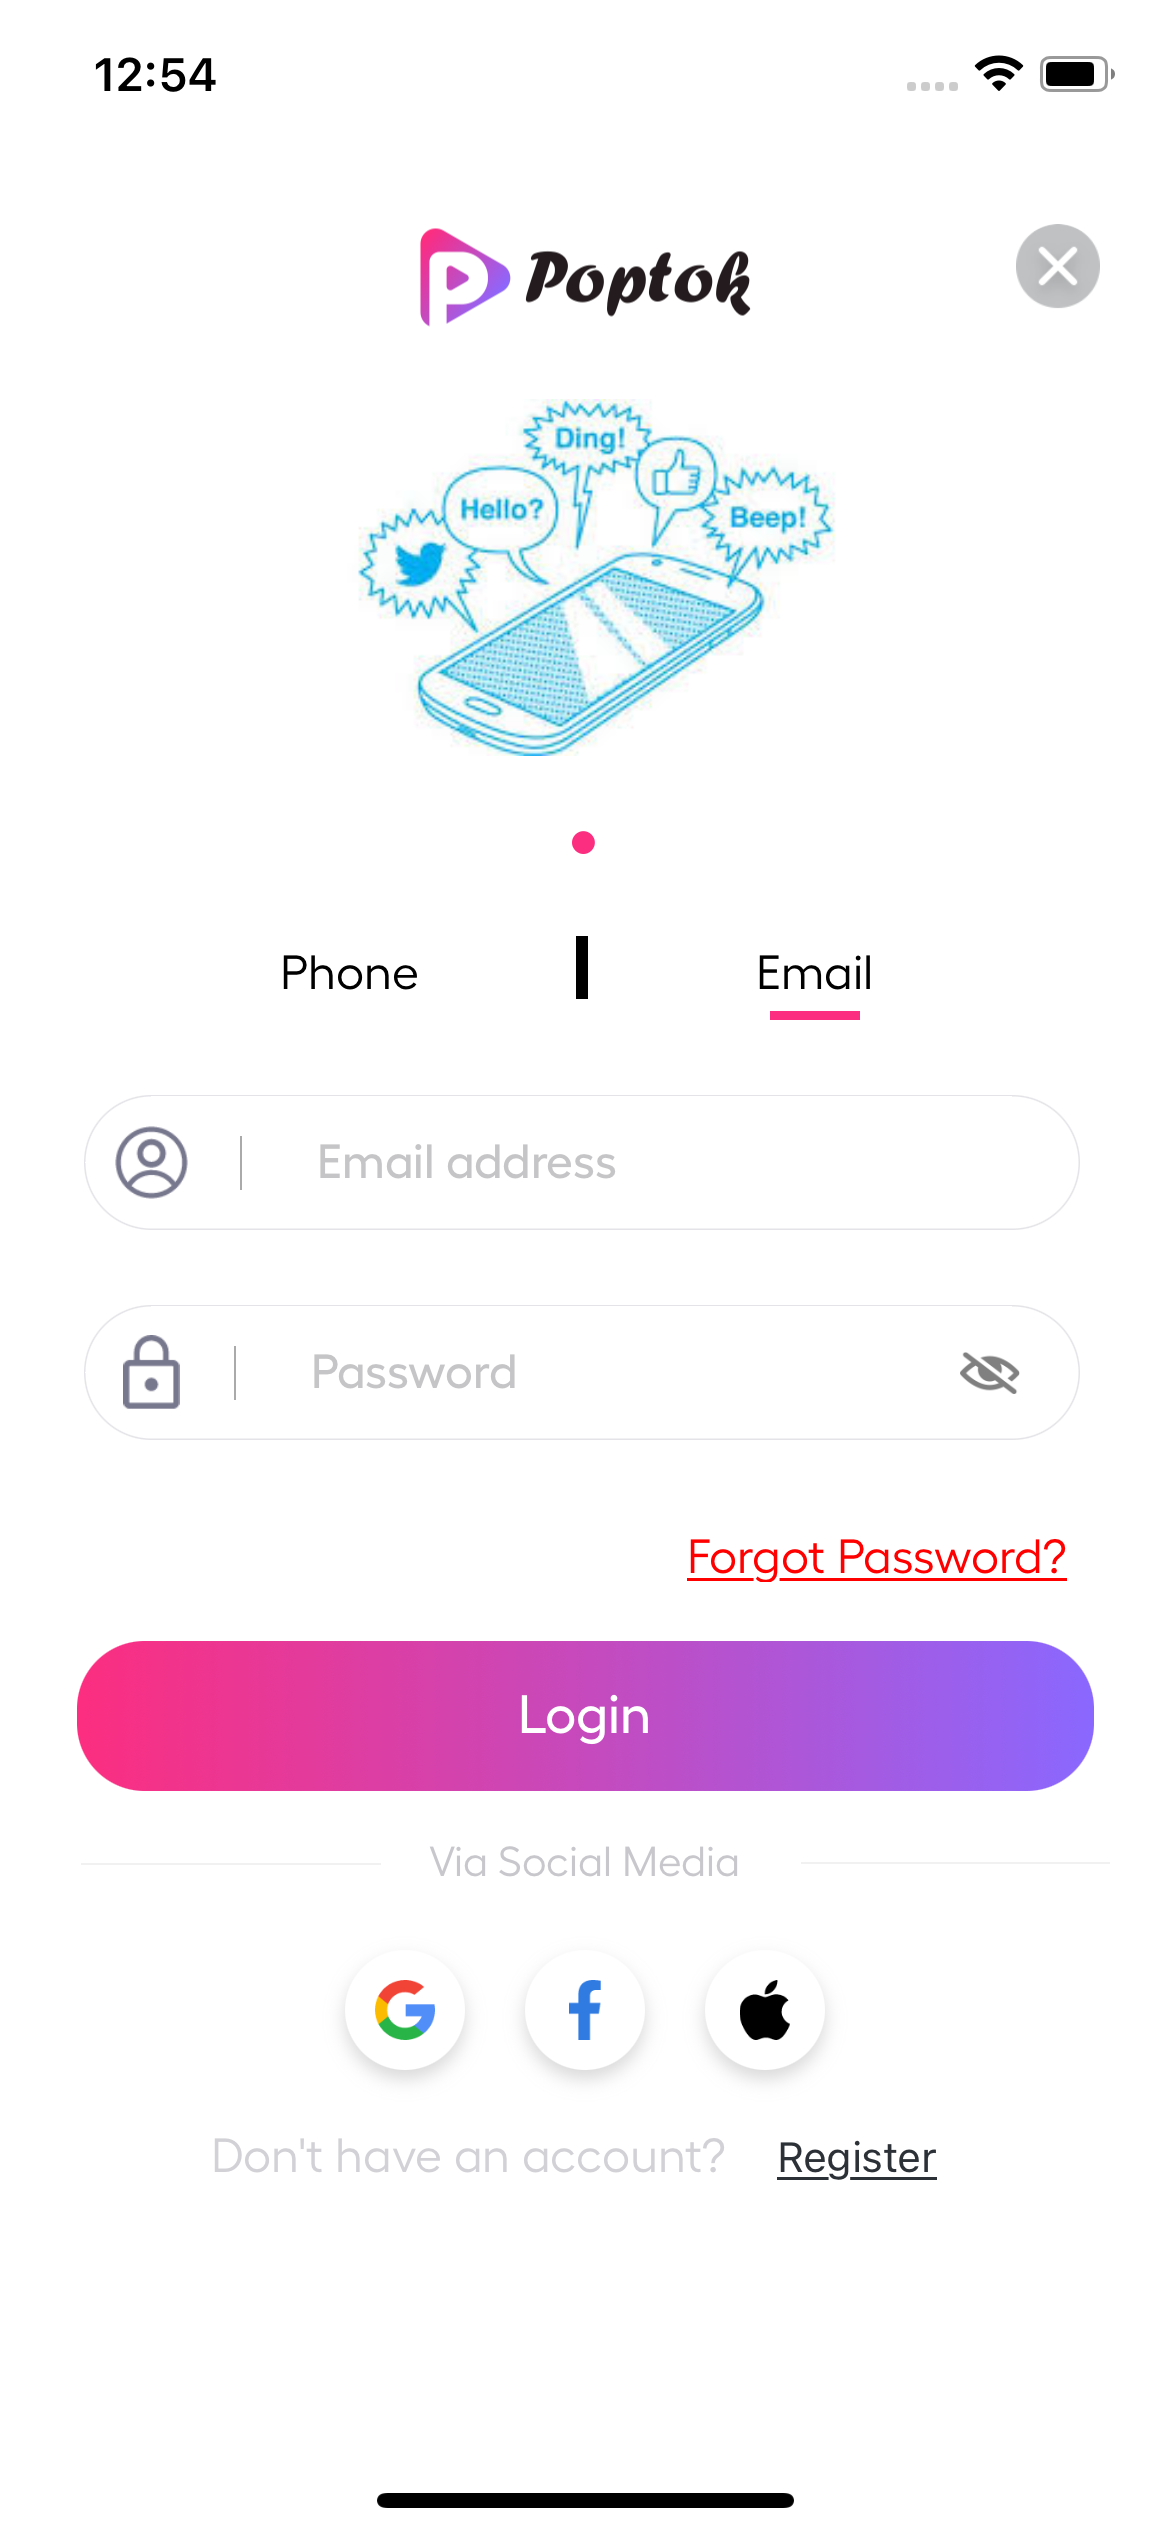 12:54
Poptok
Ding!
Hello?
Beep!
Phone
Email
Email address
Password
Forgot Password?
Login
Via Social Media
Don't have an account? Register